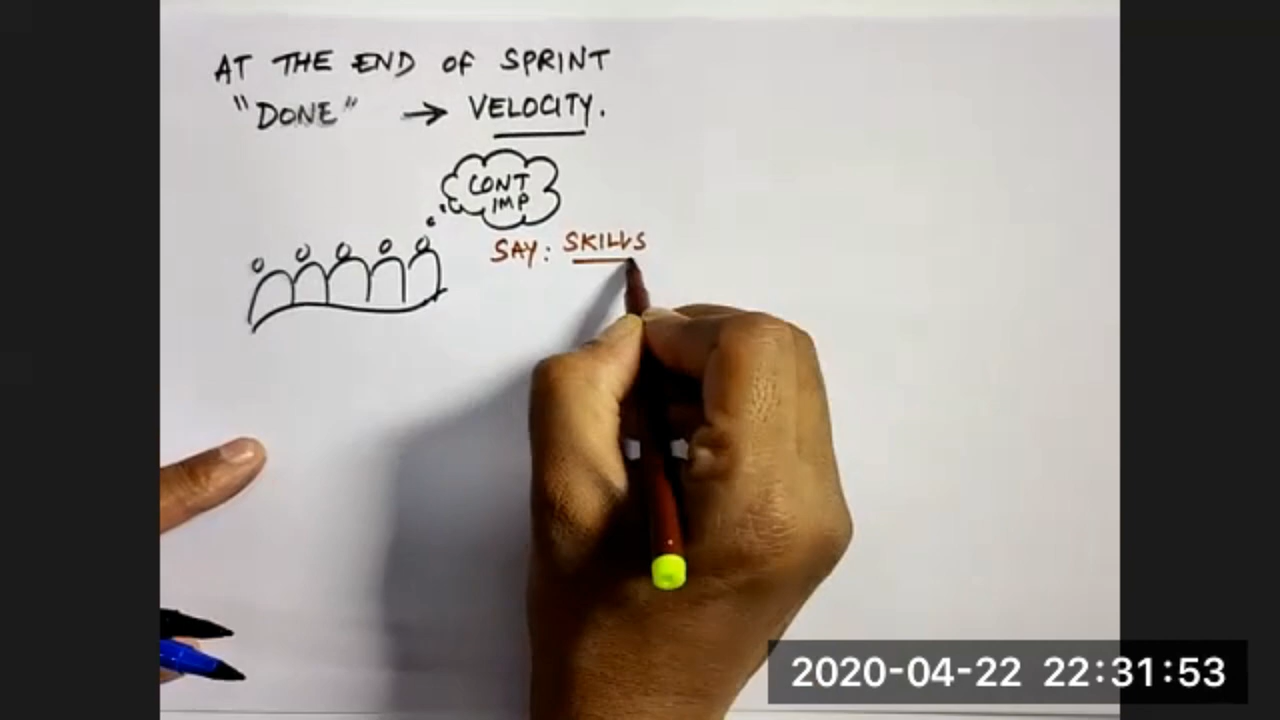 AT THE END OF SPRINT
"DONE" → VELOCITY.
CONT
IMP
SAY: SKILLS
2020-04-22 22:31:53